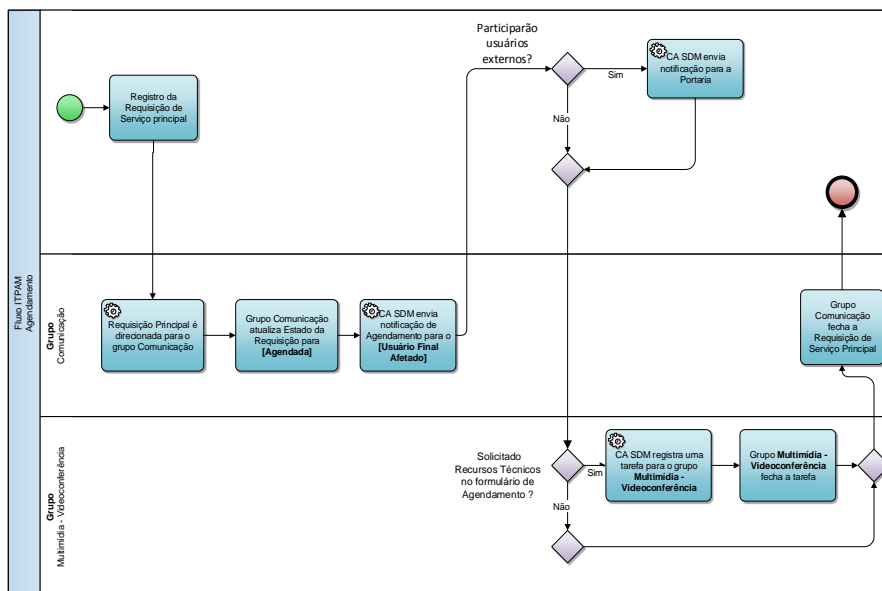 Fluxo ITPAM
Agendamento
Registro da
Requisição de
Serviço principal
Participarão
usuários
externos?
Sim
CA SDM envia
notificação para a
Portaria
Não
Grupo
Comunicação
Requisição Principal é
direcionada para o
grupo Comunicação
Grupo Comunicação
atualiza Estado da
Requisição para
[Agendada]
CA SDM envia
notificação de
Agendamento para o
[Usuário Final
Afetado]
Grupo
Comunicação
fecha a
Requisição de
Serviço Principal
Grupo
Multimídia - Videoconferência
Solicitado
Recursos Técnicos
no formulário de
Agendamento ?
Sim
CA SDM registra uma
tarefa para o grupo
Multimídia -
Videoconferência
Grupo Multimídia -
Videoconferência
fecha a tarefa
Não